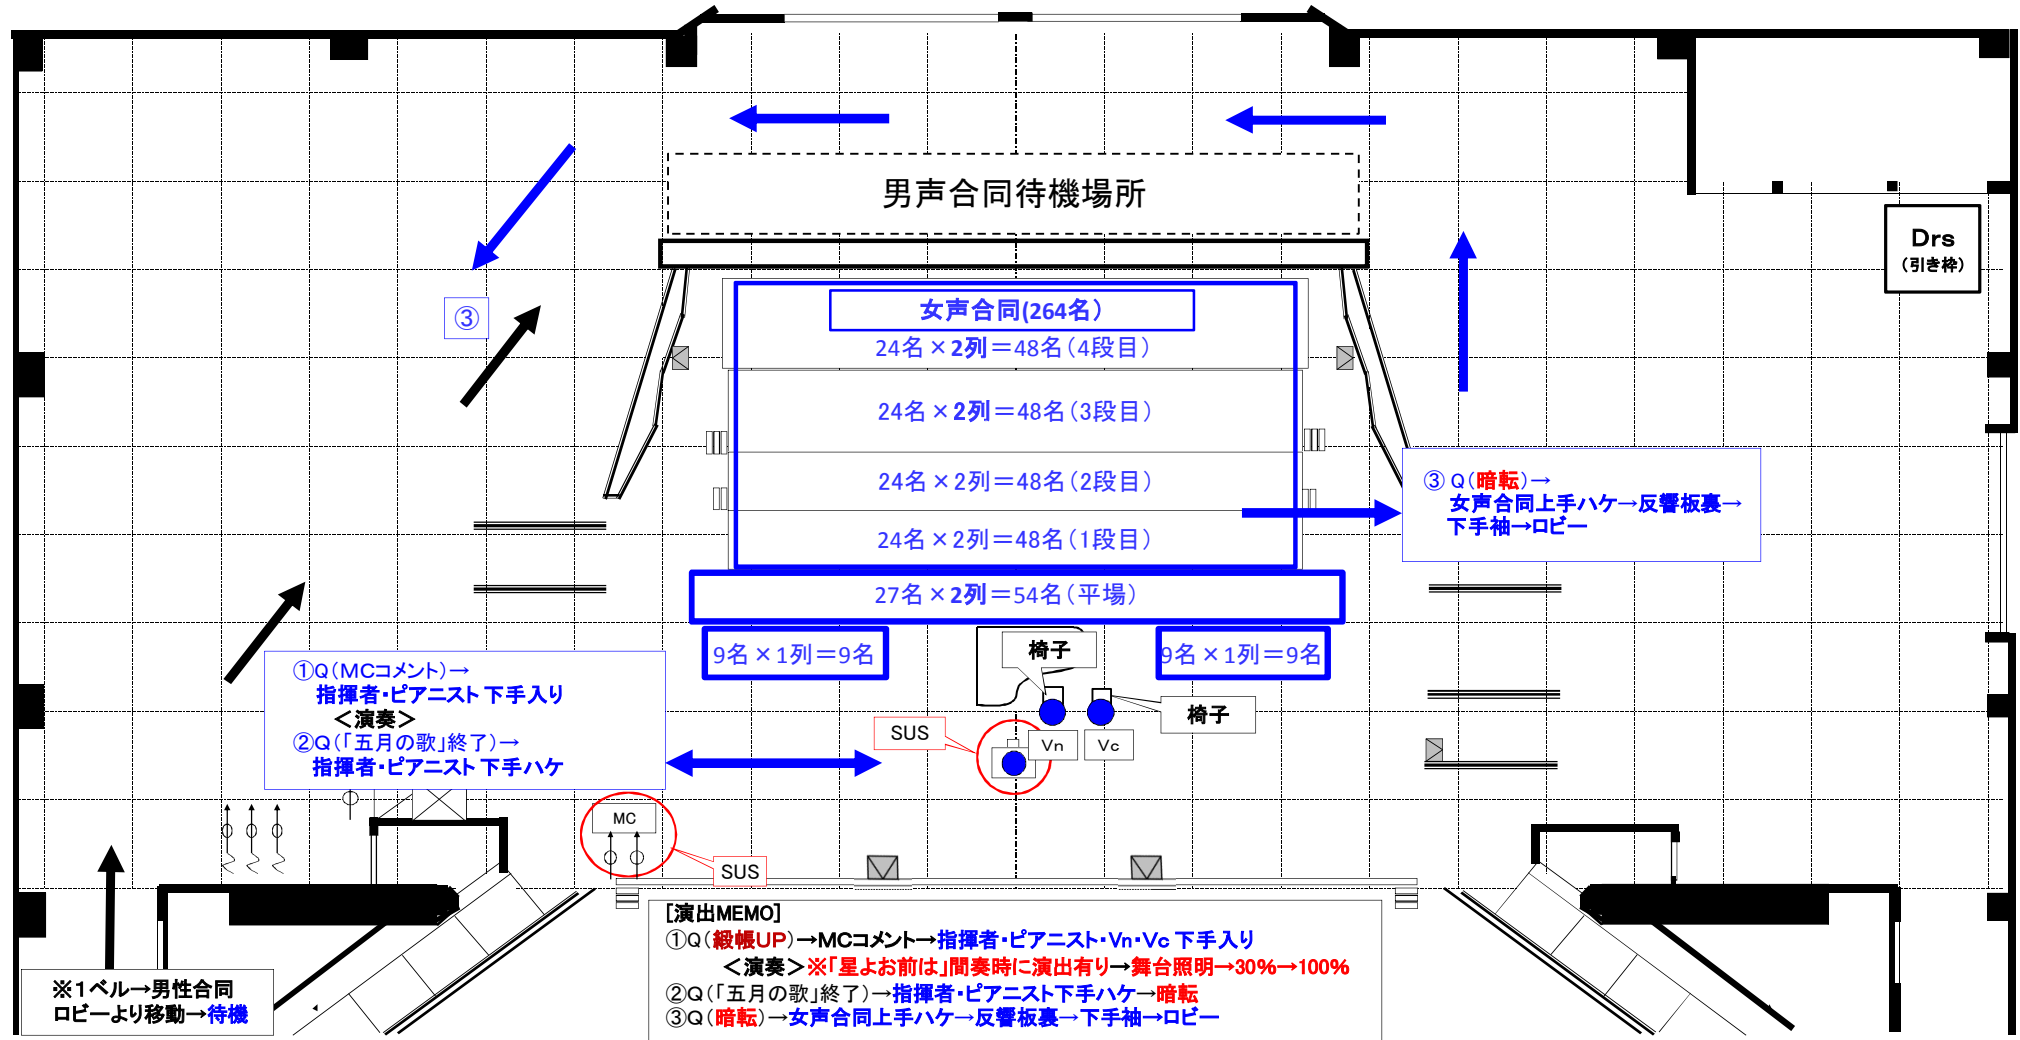 男声合同待機場所
Drs
(引き枠)
③
女声合同(264名)
24名×2列＝48名(4段目)
24名×2列＝48名(3段目)
24名×2列＝48名(2段目)
24名×2列＝48名(1段目)
27名×2列＝54名(平場)
9名×1列＝9名
9名×1列＝9名
③Q(暗転)→
女声合同上手ハケ→反響板裏→
下手袖→ロビー
椅子
椅子
①Q(MCコメント)→
指揮者・ピアニスト 下手入り
＜演奏＞
②Q(「五月の歌」終了)→
指揮者・ピアニスト 下手ハケ
SUS
Vn
Vc
MC
SUS
[演出MEMO]
①Q(緞帳UP)→MCコメント→指揮者・ピアニスト・Vn・Vc 下手入り
＜演奏＞※「星よお前は」間奏時に演出有り→舞台照明→30%→100%
②Q(「五月の歌」終了)→指揮者・ピアニスト下手ハケ→暗転
③Q(暗転)→女声合同上手ハケ→反響板裏→下手袖→ロビー
※1ベル→男性合同
ロビーより移動→待機